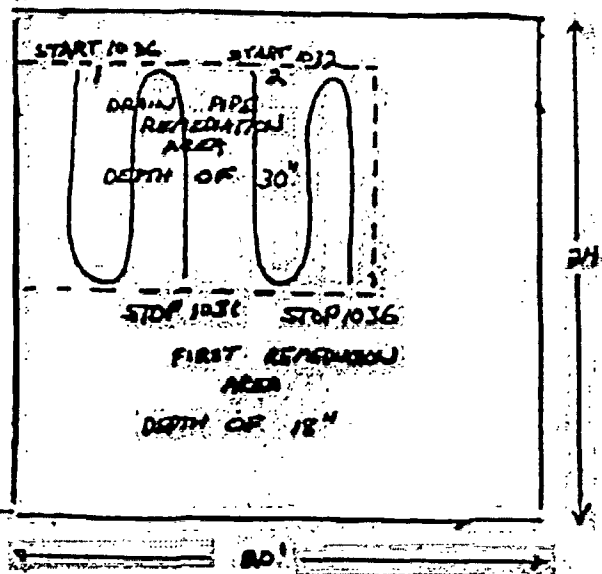 START 1036
START 1032
1
2
DRAIN PIPE
REMEDIATION
AREA
DEPTH OF 30"
STOP 1036
STOP 1036
FIRST REMEDIATION
AREA
DEPTH OF 18"